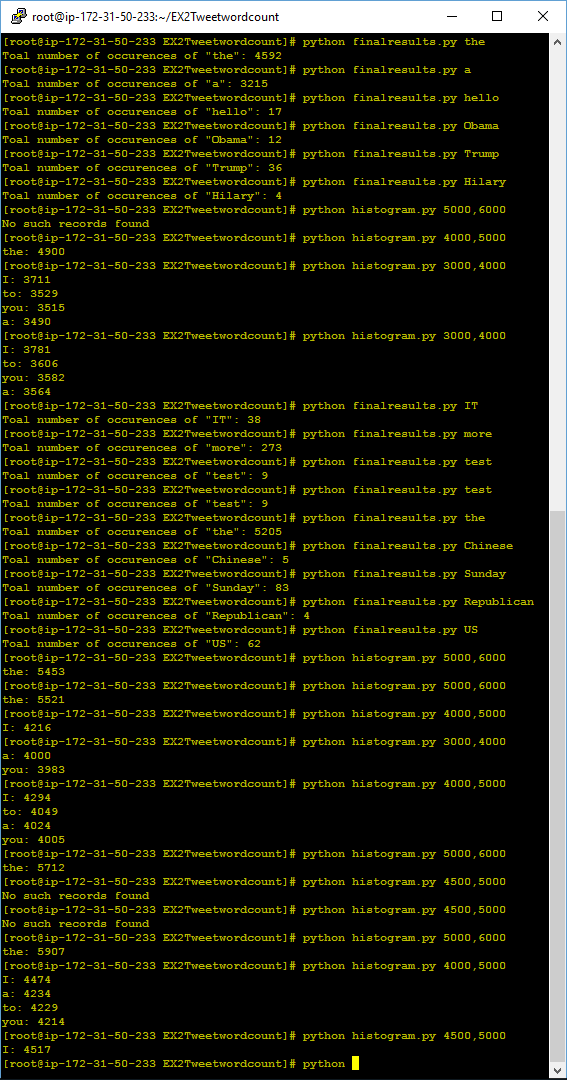 root@ip-172-31-50-233:~/EX2Tweetwordcount
[root@ip-172-31-50-233 EX2Tweetwordcount]# python finalresults.py the
Toal number of occurences of "the": 4592
[root@ip-172-31-50-233 EX2Tweetwordcount]# python finalresults.py a
Toal number of occurences of "a": 3215
[root@ip-172-31-50-233 EX2Tweetwordcount]# python finalresults.py hello
Toal number of occurences of "hello": 17
[root@ip-172-31-50-233 EX2Tweetwordcount]# python finalresults.py Obama
Toal number of occurences of "Obama": 12
[root@ip-172-31-50-233 EX2Tweetwordcount]# python finalresults.py Trump
Toal number of occurences of "Trump": 36
[root@ip-172-31-50-233 EX2Tweetwordcount]# python finalresults.py Hilary
Toal number of occurences of "Hilary": 4
[root@ip-172-31-50-233 EX2Tweetwordcount]# python histogram.py 5000,6000
No such records found
[root@ip-172-31-50-233 EX2Tweetwordcount]# python histogram.py 4000,5000
the: 4900
[root@ip-172-31-50-233 EX2Tweetwordcount]# python histogram.py 3000,4000
I: 3711
to: 3529
you: 3515
a: 3490
[root@ip-172-31-50-233 EX2Tweetwordcount]# python histogram.py 3000,4000
I: 3781
to: 3606
you: 3582
a: 3564
[root@ip-172-31-50-233 EX2Tweetwordcount]# python finalresults.py IT
Toal number of occurences of "IT": 38
[root@ip-172-31-50-233 EX2Tweetwordcount]# python finalresults.py more
Toal number of occurences of "more": 273
[root@ip-172-31-50-233 EX2Tweetwordcount]# python finalresults.py test
Toal number of occurences of "test": 9
[root@ip-172-31-50-233 EX2Tweetwordcount]# python finalresults.py test
Toal number of occurences of "test": 9
[root@ip-172-31-50-233 EX2Tweetwordcount]# python finalresults.py the
Toal number of occurences of "the": 5205
[root@ip-172-31-50-233 EX2Tweetwordcount]# python finalresults.py Chinese
Toal number of occurences of "Chinese": 5
[root@ip-172-31-50-233 EX2Tweetwordcount]# python finalresults.py Sunday
Toal number of occurences of "Sunday": 83
[root@ip-172-31-50-233 EX2Tweetwordcount]# python finalresults.py Republican
Toal number of occurences of "Republican": 4
[root@ip-172-31-50-233 EX2Tweetwordcount]# python finalresults.py US
Toal number of occurences of "US": 62
[root@ip-172-31-50-233 EX2Tweetwordcount]# python histogram.py 5000,6000
the: 5453
[root@ip-172-31-50-233 EX2Tweetwordcount]# python histogram.py 5000,6000
the: 5521
[root@ip-172-31-50-233 EX2Tweetwordcount]# python histogram.py 4000,5000
I: 4216
[root@ip-172-31-50-233 EX2Tweetwordcount]# python histogram.py 3000,4000
a: 4000
you: 3983
[root@ip-172-31-50-233 EX2Tweetwordcount]# python histogram.py 4000,5000
I: 4294
to: 4049
a: 4024
you: 4005
[root@ip-172-31-50-233 EX2Tweetwordcount]# python histogram.py 5000,6000
the: 5712
[root@ip-172-31-50-233 EX2Tweetwordcount]# python histogram.py 4500,5000
No such records found
[root@ip-172-31-50-233 EX2Tweetwordcount]# python histogram.py 4500,5000
No such records found
[root@ip-172-31-50-233 EX2Tweetwordcount]# python histogram.py 5000,6000
the: 5907
[root@ip-172-31-50-233 EX2Tweetwordcount]# python histogram.py 4000,5000
I: 4474
a: 4234
to: 4229
you: 4214
[root@ip-172-31-50-233 EX2Tweetwordcount]# python histogram.py 4500,5000
I: 4517
[root@ip-172-31-50-233 EX2Tweetwordcount]# python